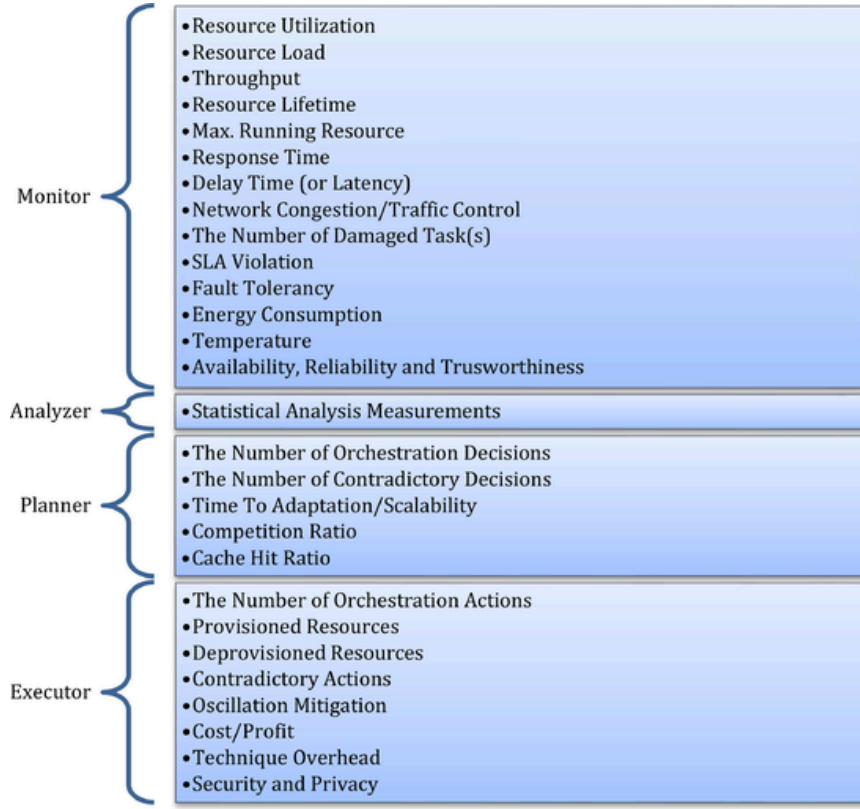 Monitor
•Resource Utilization
•Resource Load
•Throughput
•Resource Lifetime
•Max. Running Resource
•Response Time
•Delay Time (or Latency)
•Network Congestion/Traffic Control
•The Number of Damaged Task(s)
•SLA Violation
•Fault Tolerancy
•Energy Consumption
•Temperature
•Availability, Reliability and Trusworthiness
Analyzer
•Statistical Analysis Measurements
Planner
•The Number of Orchestration Decisions
•The Number of Contradictory Decisions
•Time To Adaptation/Scalability
•Competition Ratio
•Cache Hit Ratio
Executor
•The Number of Orchestration Actions
•Provisioned Resources
•Deprovisioned Resources
•Contradictory Actions
•Oscillation Mitigation
•Cost/Profit
•Technique Overhead
•Security and Privacy